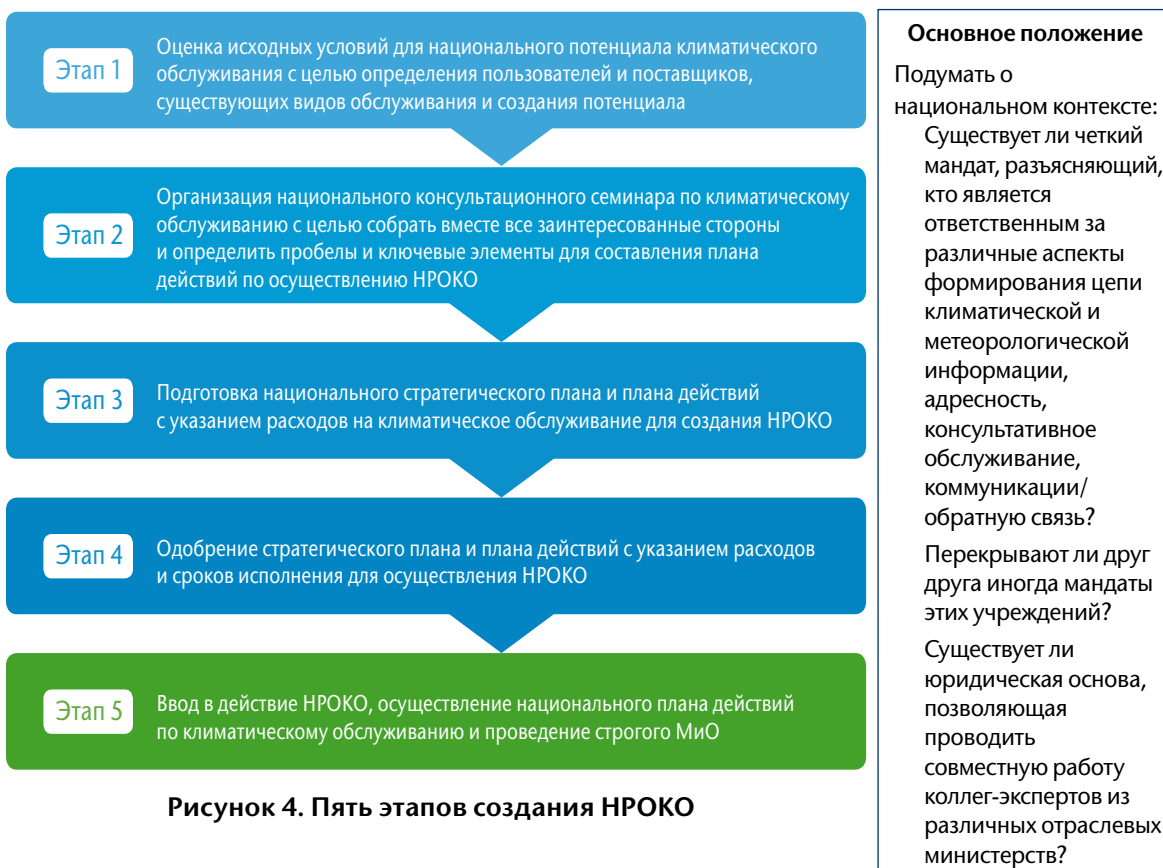 Этап 1
Оценка исходных условий для национального потенциала климатического
обслуживания с целью определения пользователей и поставщиков,
существующих видов обслуживания и создания потенциала
Этап 2
Организация национального консультационного семинара по климатическому
обслуживанию с целью собрать вместе все заинтересованные стороны
и определить пробелы и ключевые элементы для составления плана
действий по осуществлению НРОКО
Этап 3
Подготовка национального стратегического плана и плана действий
с указанием расходов на климатическое обслуживание для создания НРОКО
Этап 4
Одобрение стратегического плана и плана действий с указанием расходов
и сроков исполнения для осуществления НРОКО
Этап 5
Ввод в действие НРОКО, осуществление национального плана действий
по климатическому обслуживанию и проведение строгого МиО
Рисунок 4. Пять этапов создания НРОКО
Основное положение
Подумать о
национальном контексте:
Существует ли четкий
мандат, разъясняющий,
кто является
ответственным за
различные аспекты
формирования цепи
климатической и
метеорологической
информации,
адресность,
консультативное
обслуживание,
коммуникации/
обратную связь?
Перекрывают ли друг
друга иногда мандаты
этих учреждений?
Существует ли
юридическая основа,
позволяющая
проводить
совместную работу
коллег-экспертов из
различных отраслевых
министерств?